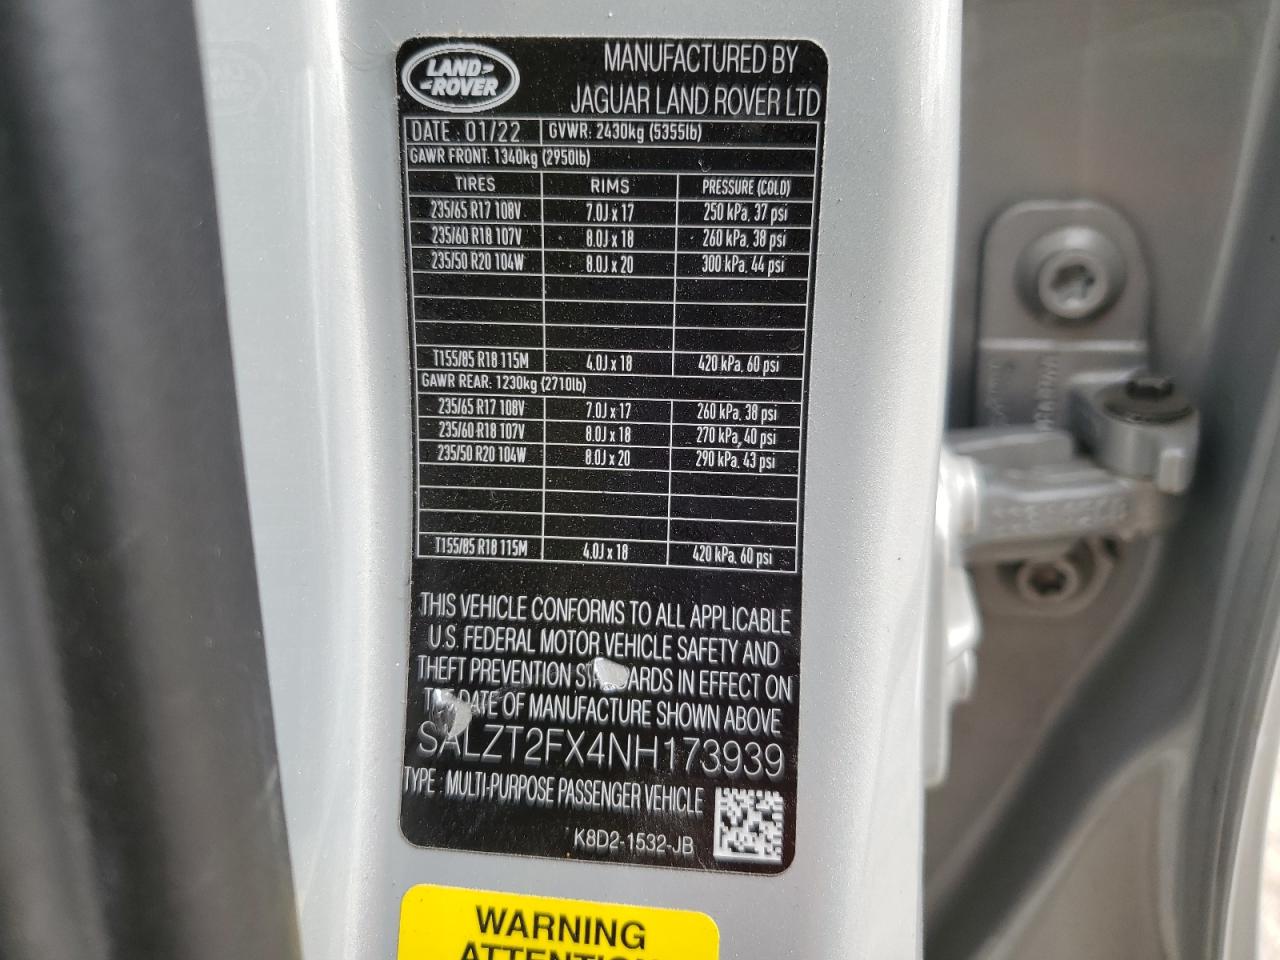 LAND ROVER
MANUFACTURED BY
JAGUAR LAND ROVER LTD
DATE : 01/22 GVWR: 2430kg (5355lb)
GAWR FRONT: 1340kg (2950lb)
TIRES RIMS PRESSURE (COLD)
235/65 R17 108V 7.0J x 17 250 kPa, 37 psi
235/60 R18 107V 8.0J x 18 260 kPa, 38 psi
235/50 R20 104W 8.0J x 20 300 kPa, 44 psi
T155/85 R18 115M 4.0J x 18 420 kPa, 60 psi
GAWR REAR: 1230kg (2710lb)
235/65 R17 108V 7.0J x 17 260 kPa, 38 psi
235/60 R18 107V 8.0J x 18 270 kPa, 40 psi
235/50 R20 104W 8.0J x 20 290 kPa, 43 psi
T155/85 R18 115M 4.0J x 18 420 kPa, 60 psi
THIS VEHICLE CONFORMS TO ALL APPLICABLE
U.S. FEDERAL MOTOR VEHICLE SAFETY AND
THEFT PREVENTION STANDARDS IN EFFECT ON
THE DATE OF MANUFACTURE SHOWN ABOVE
SALZT2FX4NH173939
TYPE : MULTI-PURPOSE PASSENGER VEHICLE
K8D2-1532-JB
WARNING
ATTENTION